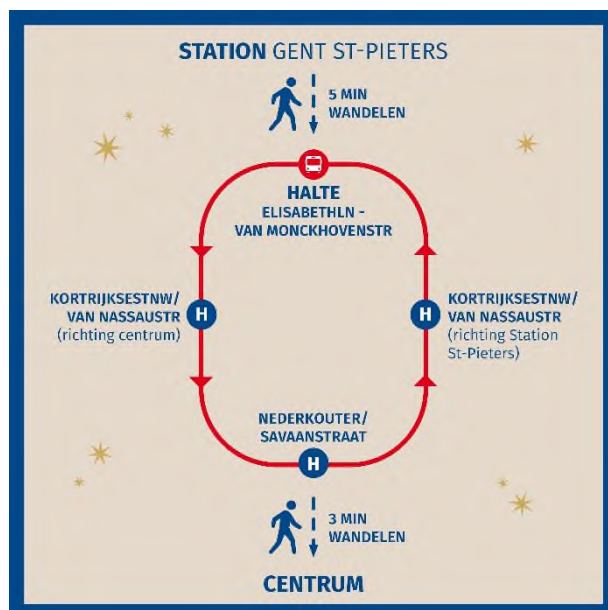 STATION GENT ST-PIETERS
5 MIN
WANDELEN
HALTE
ELISABETHLN -
VAN MONCKHOVENSTR
KORTRIJKSESTNW/
VAN NASSAUSTR
(richting centrum)
H
H
KORTRIJKSESTNW/
VAN NASSAUSTR
(richting Station
St-Pieters)
NEDERKOUTER/
SAVAANSTRAAT
H
3 MIN
WANDELEN
CENTRUM